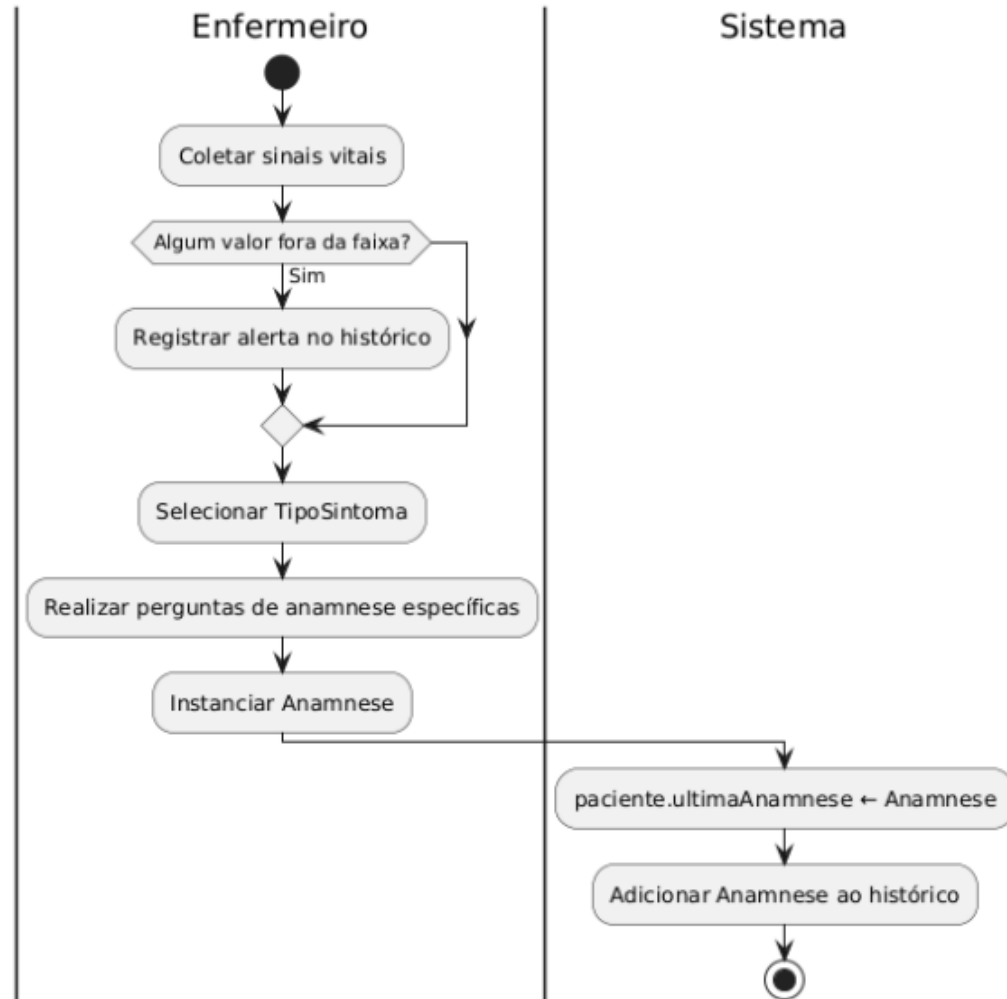 Enfermeiro
Sistema
Coletar sinais vitais
Algum valor fora da faixa?
Sim
Registrar alerta no histórico
Selecionar TipoSintoma
Realizar perguntas de anamnese específicas
Instanciar Anamnese
paciente.ultimaAnamnese ← Anamnese
Adicionar Anamnese ao histórico